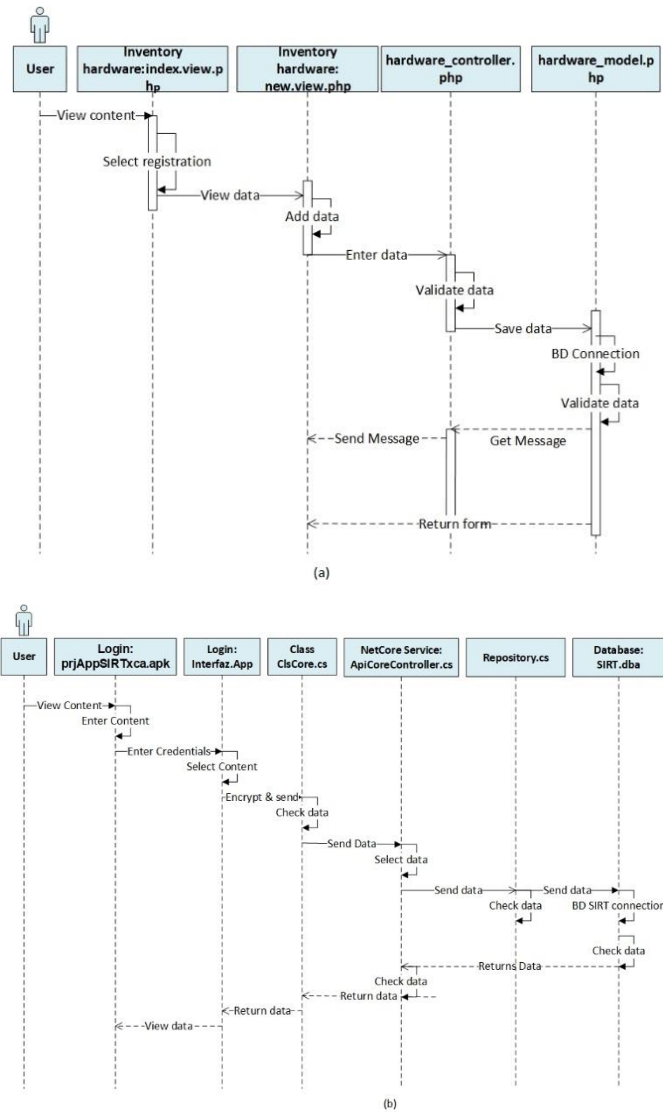 User
Inventory
hardware:index.view.p
hp
Inventory
hardware:
new.view.php
hardware_controller.
php
hardware_model.p
hp
View content
Select registration
View data
Add data
Enter data
Validate data
Save data
BD Connection
Validate data
Send Message
Get Message
Return form
(a)
User
Login:
prjAppSIRTxca.apk
Login:
Interfaz.App
Class
ClsCore.cs
NetCore Service:
ApiCoreController.cs
Repository.cs
Database:
SIRT.dba
View Content
Enter Content
Enter Credentials
Select Content
Encrypt & send
Check data
Send Data
Select data
Send data
Send data
Check data
BD SIRT connection
Check data
Returns Data
Check data
Return data
Return data
View data
(b)